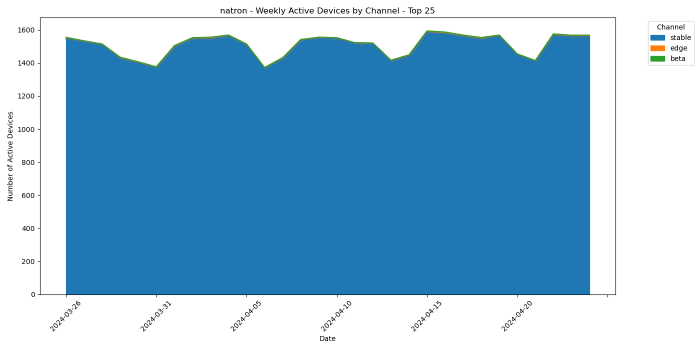 natron - Weekly Active Devices by Channel - Top 25
Number of Active Devices
1600
1400
1200
1000
800
600
400
200
0
2024-03-26
2024-03-31
2024-04-05
2024-04-10
2024-04-15
2024-04-20
Date
Channel
stable
edge
beta